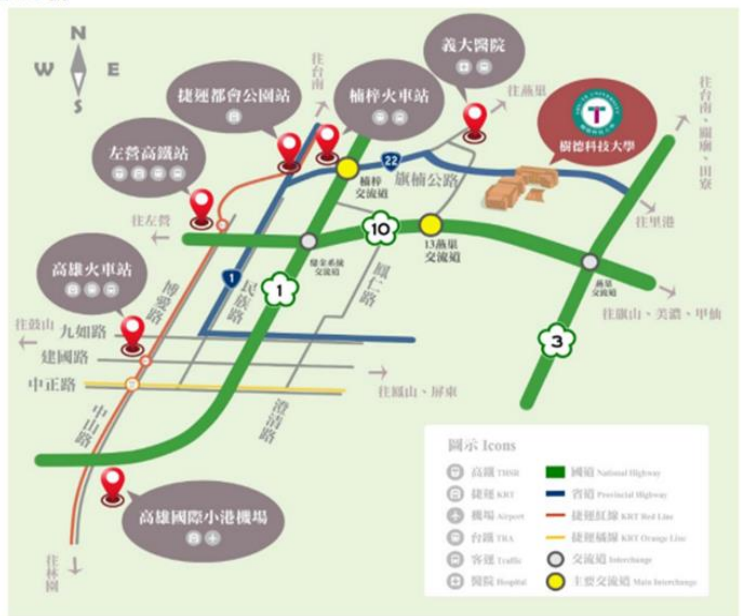 N
W
E
S
往台南
捷運都會公園站
楠梓火車站
義大醫院
往燕巢
樹德科技大學
往台南、關廟、田寮
左營高鐵站
22
旗楠公路
楠梓
交流道
往左營
往里港
10
13燕巢
交流道
鼎金系統
交流道
燕巢
交流道
高雄火車站
1
博愛路
民族路
1
鳳仁路
往旗山、美濃、甲仙
往鼓山
九如路
建國路
中正路
3
往鳳山、屏東
中山路
澄清路
高雄國際小港機場
往林園
圖示 Icons
高鐵 THSR
國道 National Highway
捷運 KRT
省道 Provincial Highway
機場 Airport
捷運紅線 KRT Red Line
台鐵 TRA
捷運橘線 KRT Orange Line
客運 Traffic
交流道 Interchange
醫院 Hospital
主要交流道 Main Interchange